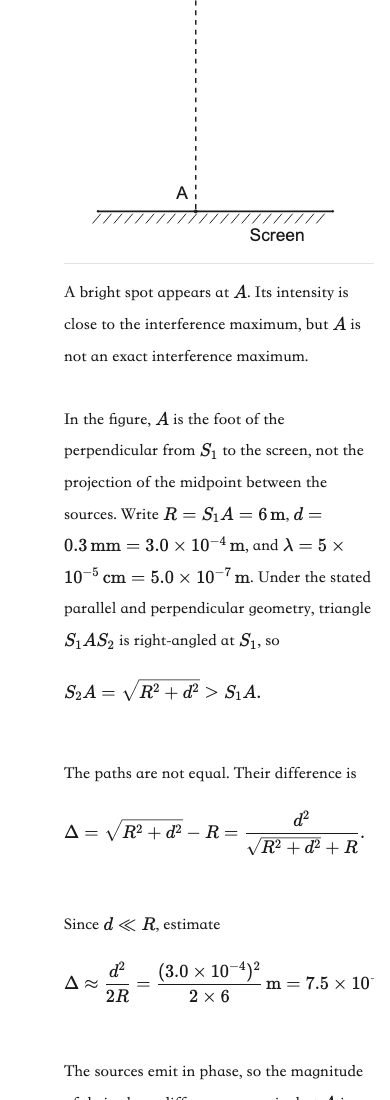 A
Screen
A bright spot appears at A. Its intensity is
close to the interference maximum, but A is
not an exact interference maximum.
In the figure, A is the foot of the
perpendicular from S₁ to the screen, not the
projection of the midpoint between the
sources. Write R = S₁A = 6 m, d =
0.3 mm = 3.0 × 10⁻⁴ m, and λ = 5 ×
10⁻⁵ cm = 5.0 × 10⁻⁷ m. Under the stated
parallel and perpendicular geometry, triangle
S₁AS₂ is right-angled at S₁, so
S₂A = √(R² + d²) > S₁A.
The paths are not equal. Their difference is
Δ = √(R² + d²) − R = d² / (√(R² + d²) + R).
Since d ≪ R, estimate
Δ ≈ d² / 2R = (3.0 × 10⁻⁴)² / (2 × 6) m = 7.5 × 10⁻
The sources emit in phase, so the magnitude